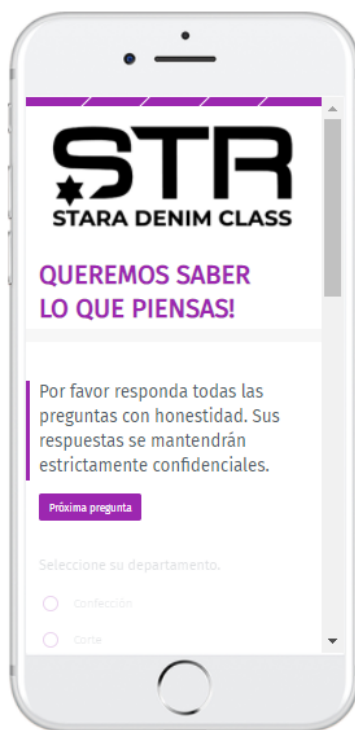 STR
STARA DENIM CLASS
QUEREMOS SABER
LO QUE PIENSAS!
Por favor responda todas las
preguntas con honestidad. Sus
respuestas se mantendrán
estrictamente confidenciales.
Próxima pregunta
Seleccione su departamento.
Confección
Corte